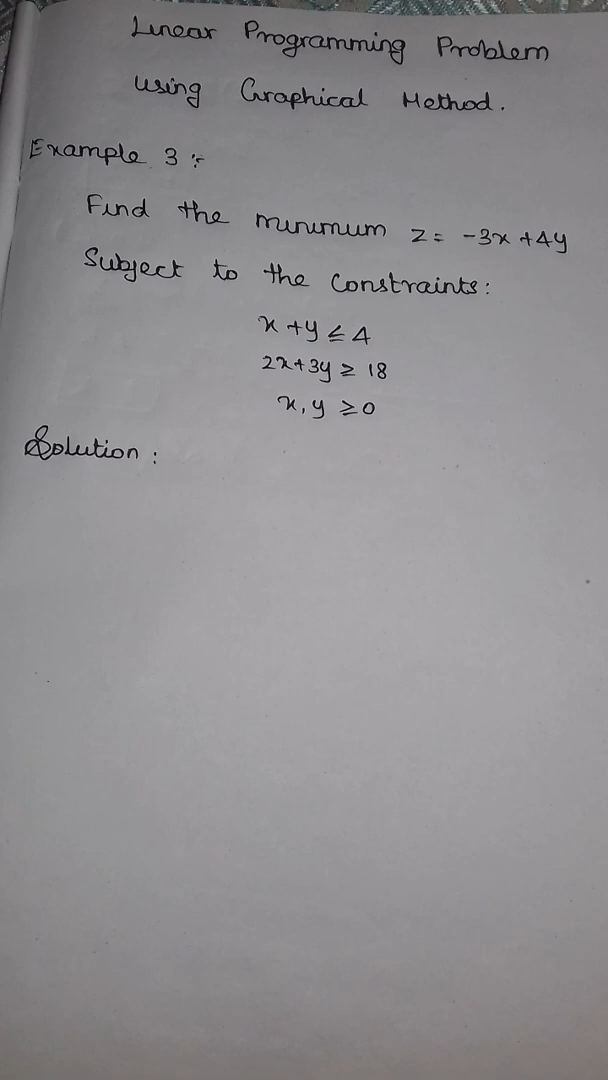 Linear Programming Problem
using Graphical Method.
Example 3 :-
Find the minimum z = -3x +4y
Subject to the constraints:
x +y ≤ 4
2x+3y ≥ 18
x, y ≥0
Solution :